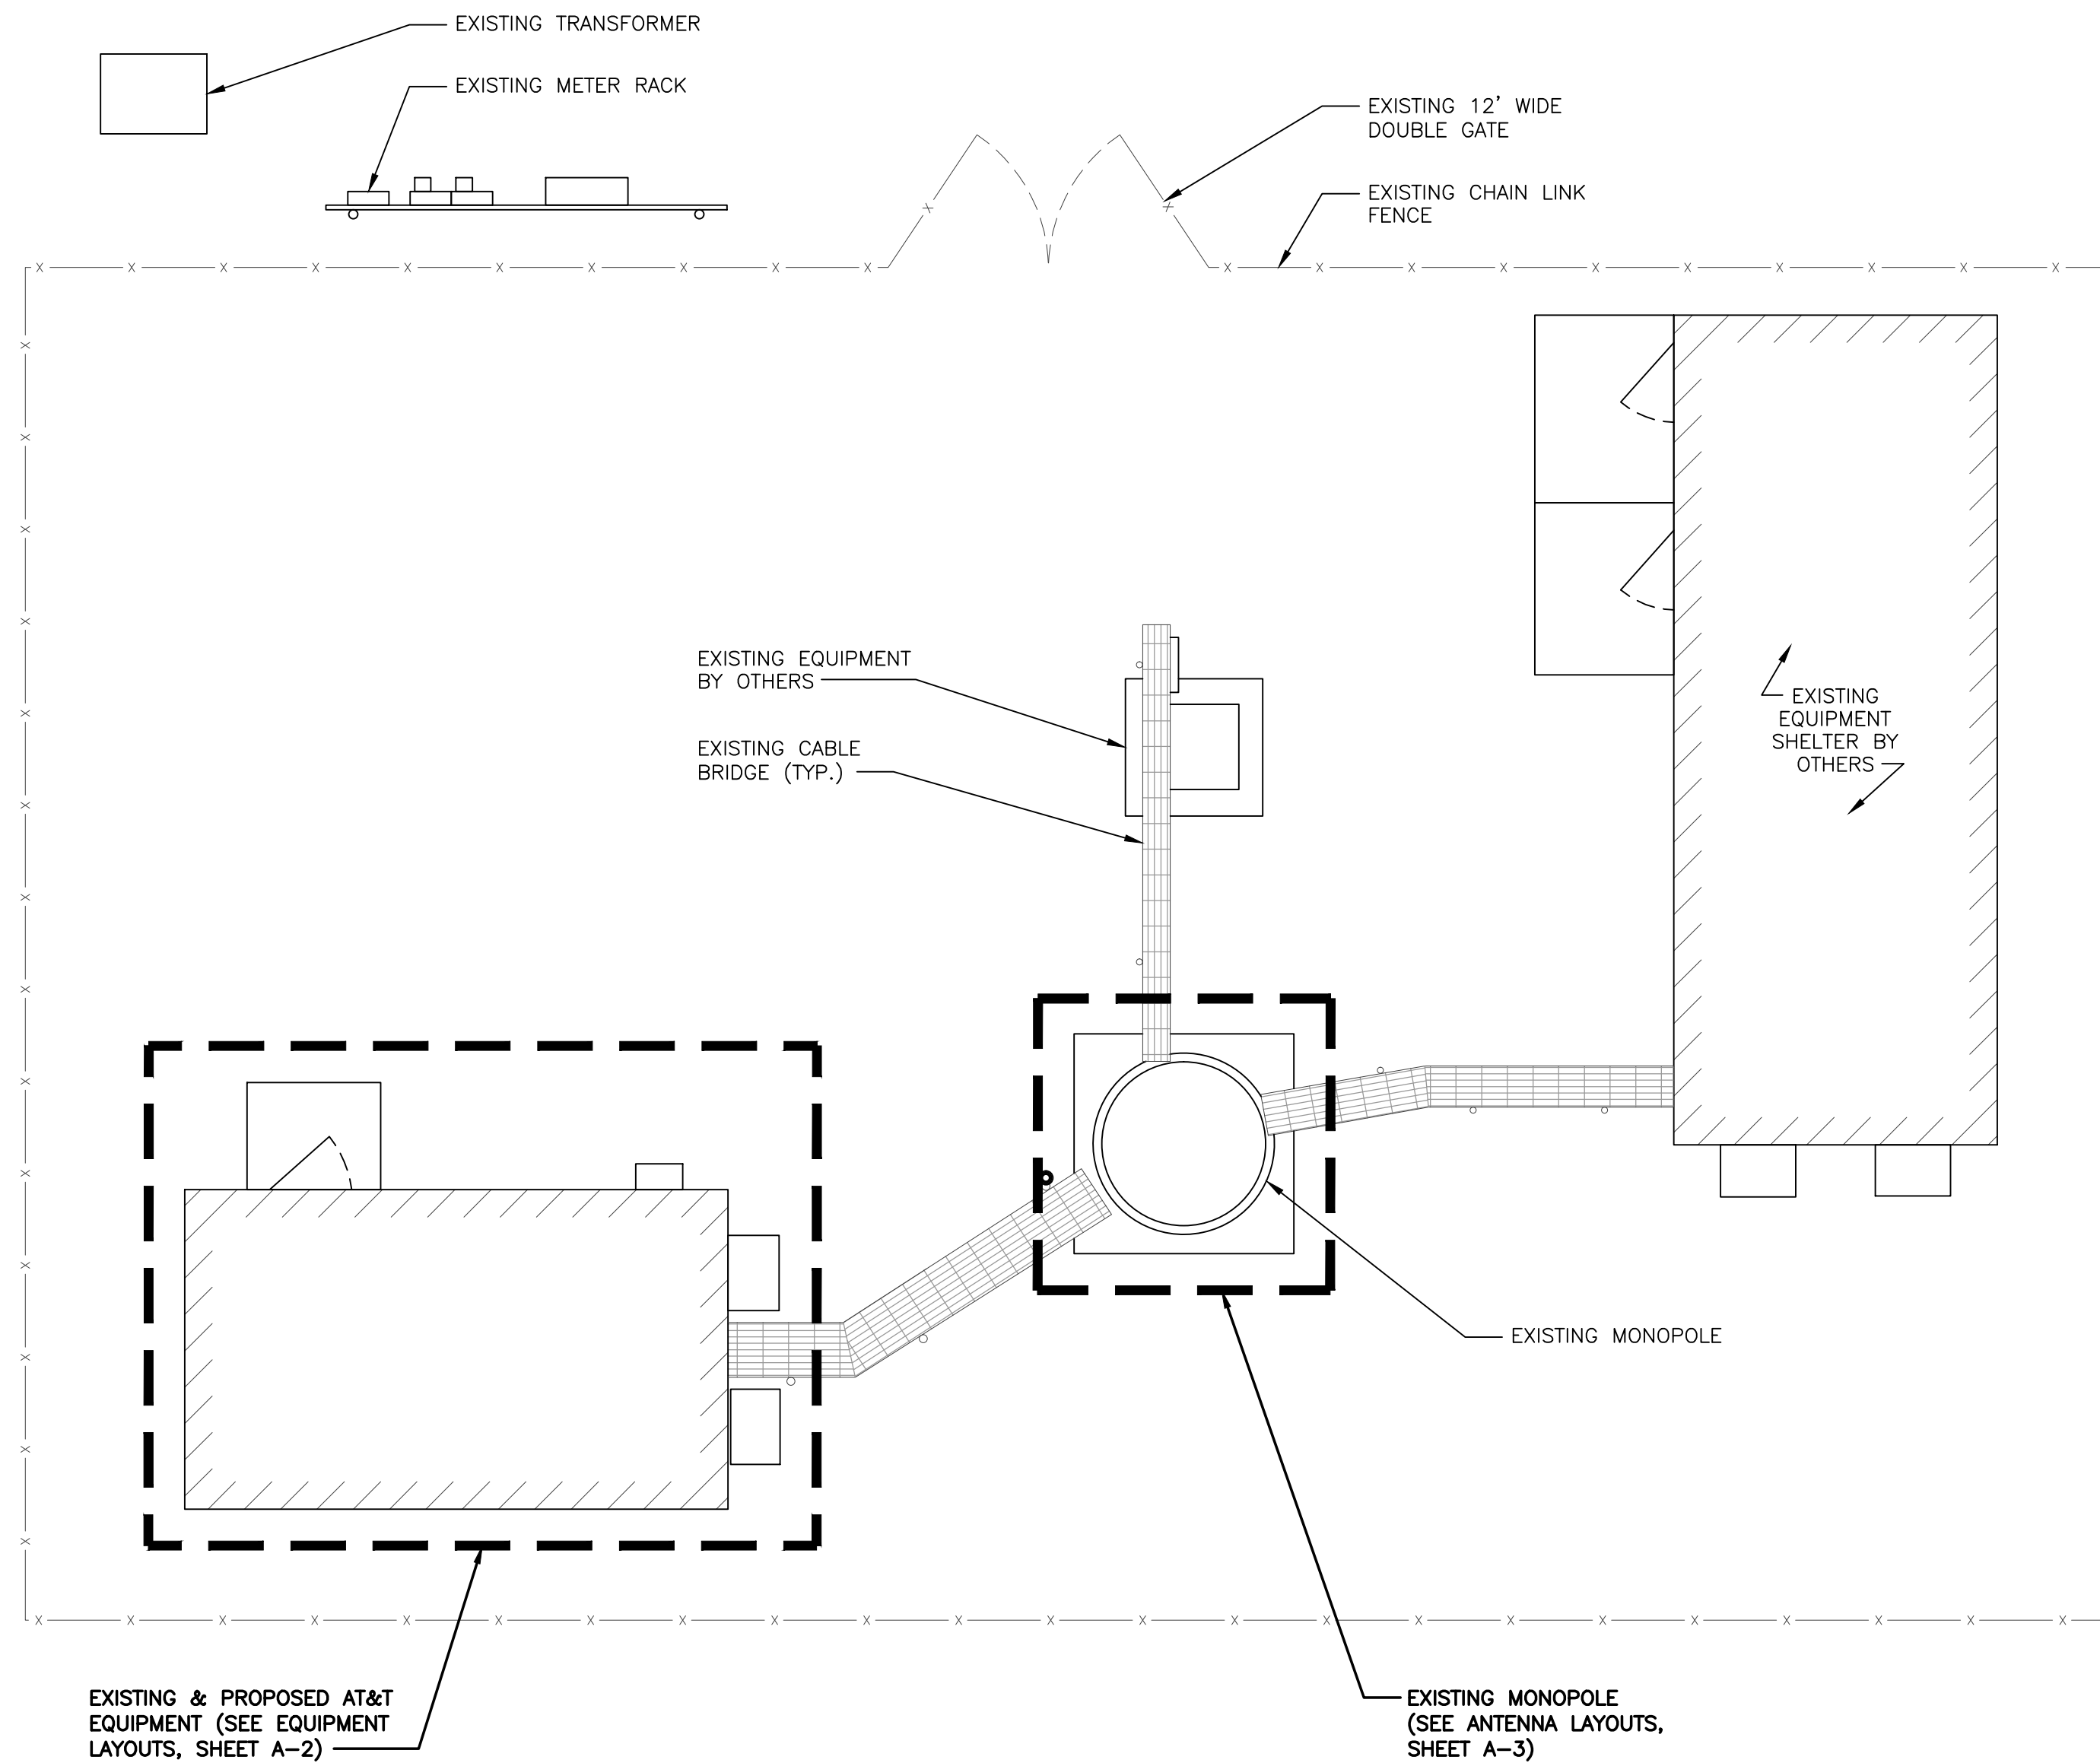 EXISTING TRANSFORMER
EXISTING METER RACK
EXISTING 12' WIDE
DOUBLE GATE
EXISTING CHAIN LINK
FENCE
EXISTING EQUIPMENT
BY OTHERS
EXISTING CABLE
BRIDGE (TYP.)
EXISTING
EQUIPMENT
SHELTER BY
OTHERS
EXISTING MONOPOLE
EXISTING & PROPOSED AT&T
EQUIPMENT (SEE EQUIPMENT
LAYOUTS, SHEET A-2)
EXISTING MONOPOLE
(SEE ANTENNA LAYOUTS,
SHEET A-3)